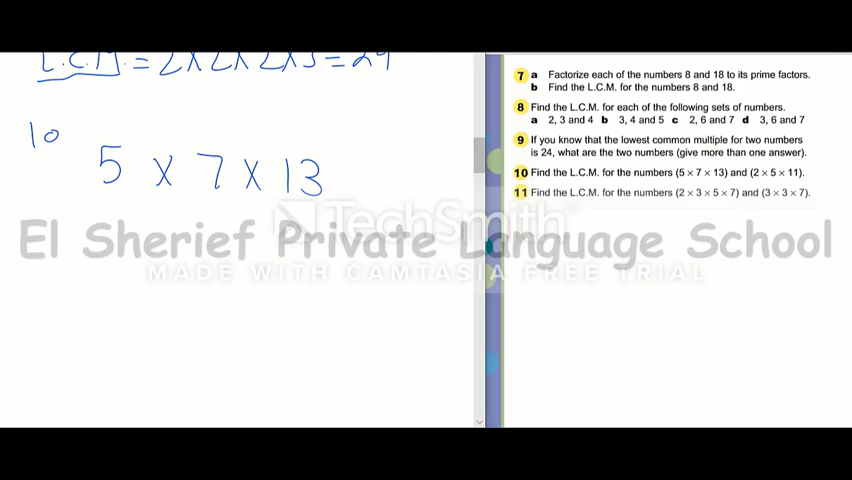 L.C.M. = 2×2×2×3 = 24
10
5 × 7 × 13
7 a Factorize each of the numbers 8 and 18 to its prime factors.
b Find the L.C.M. for the numbers 8 and 18.
8 Find the L.C.M. for each of the following sets of numbers.
a 2, 3 and 4 b 3, 4 and 5 c 2, 6 and 7 d 3, 6 and 7
9 If you know that the lowest common multiple for two numbers
is 24, what are the two numbers (give more than one answer).
10 Find the L.C.M. for the numbers (5 × 7 × 13) and (2 × 5 × 11).
11 Find the L.C.M. for the numbers (2 × 3 × 5 × 7) and (3 × 3 × 7).
TechSmith
El Sherief Private Language School
MADE WITH CAMTASIA FREE TRIAL